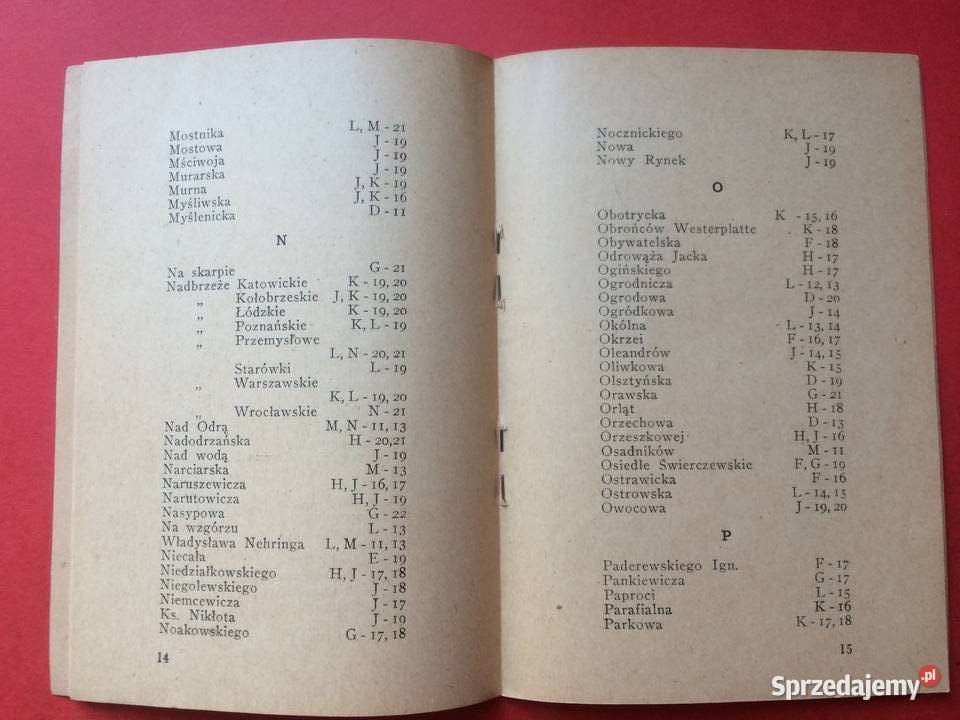 Mostnika L, M - 21
Mostowa J - 19
Mściwoja J - 19
Murarska J - 19
Murna J, K - 19
Myśliwska J, K - 16
Myślenicka D - 11
N
Na skarpie G - 21
Nadbrzeże Katowickie K - 19, 20
„ Kołobrzeskie J, K - 19, 20
„ Łódzkie K - 19, 20
„ Poznańskie K, L - 19
„ Przemysłowe
L, N - 20, 21
Starówki L - 19
„ Warszawskie
K, L - 19, 20
„ Wrocławskie N - 21
Nad Odrą M, N - 11, 13
Nadodrzańska H - 20,21
Nad wodą J - 19
Narciarska M - 13
Naruszewicza H, J - 16, 17
Narutowicza H, J - 19
Nasypowa G - 22
Na wzgórzu L - 13
Władysława Nehringa L, M - 11, 13
Niecała E - 19
Niedziałkowskiego H, J - 17, 18
Niegolewskiego J - 18
Niemcewicza J - 17
Ks. Nikłota J - 19
Noakowskiego G - 17, 18
14
Nocznickiego K, L - 17
Nowa J - 19
Nowy Rynek J - 19
O
Obotrycka K - 15, 16
Obrońców Westerplatte K - 18
Obywatelska F - 18
Odrowąża Jacka H - 17
Ogińskiego H - 17
Ogrodnicza L - 12, 13
Ogrodowa D - 20
Ogródkowa J - 14
Okólna L - 13, 14
Okrzei F - 16, 17
Oleandrów J - 14, 15
Oliwkowa K - 15
Olsztyńska D - 19
Orawska G - 21
Orląt H - 18
Orzechowa D - 13
Orzeszkowej H, J - 16
Osadników M - 11
Osiedle Świerczewskie F, G - 19
Ostrawicka F - 16
Ostrowska L - 14, 15
Owocowa J - 19, 20
P
Paderewskiego Ign. F - 17
Pankiewicza G - 17
Paproci L - 15
Parafialna K - 16
Parkowa K - 17, 18
15
Sprzedajemy.pl